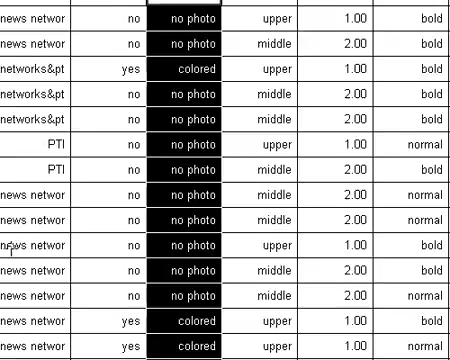 news networ no no photo upper 1.00 bold
news networ no no photo middle 2.00 bold
networks&pt yes colored upper 1.00 bold
networks&pt no no photo middle 2.00 bold
networks&pt no no photo middle 2.00 bold
PTI no no photo upper 1.00 normal
PTI no no photo middle 2.00 bold
news networ no no photo middle 2.00 normal
news networ no no photo middle 2.00 normal
news networ no no photo upper 1.00 bold
news networ no no photo middle 2.00 bold
news networ no no photo middle 2.00 normal
news networ yes colored upper 1.00 bold
news networ yes colored upper 1.00 normal